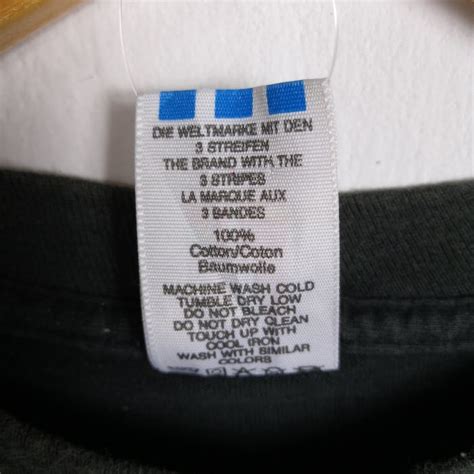 DIE WELTMARKE MIT DEN
3 STREIFEN
THE BRAND WITH THE
3 STRIPES
LA MARQUE AUX
3 BANDES
100%
Cotton/Coton
Baumwolle
MACHINE WASH COLD
TUMBLE DRY LOW
DO NOT BLEACH
DO NOT DRY CLEAN
TOUCH UP WITH
COOL IRON
WASH WITH SIMILAR
COLORS